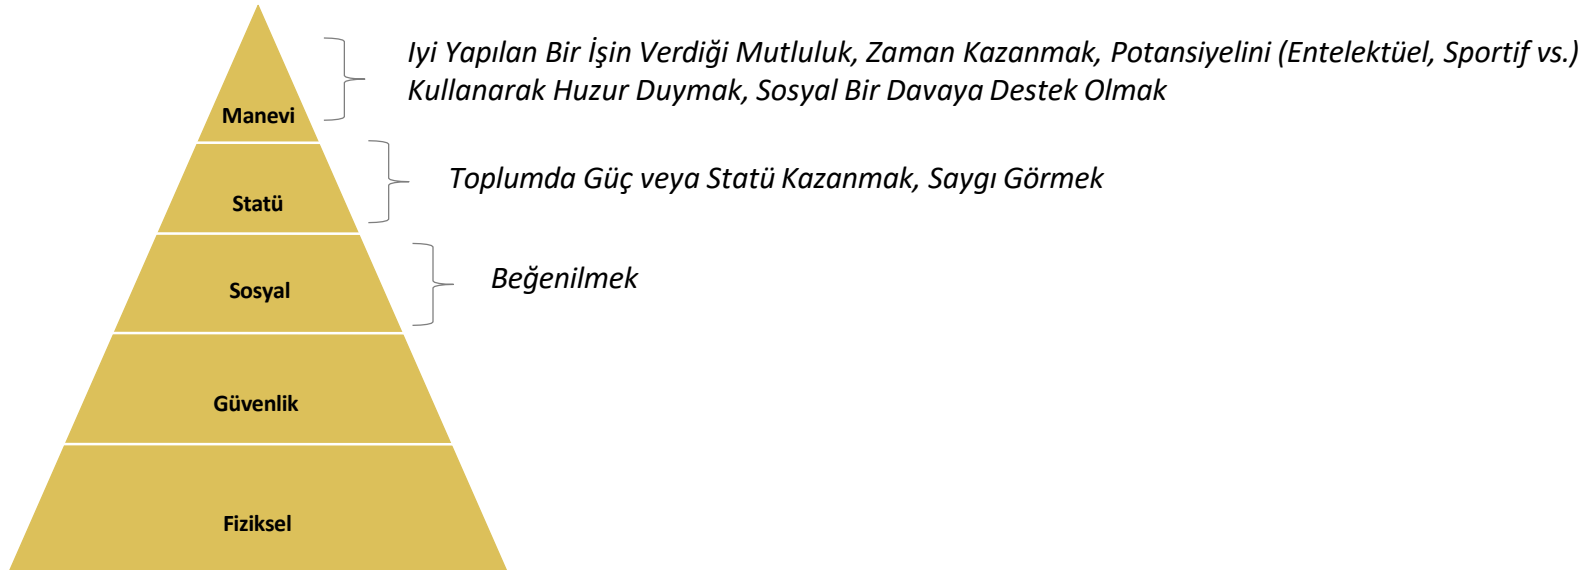 Iyi Yapılan Bir İşin Verdiği Mutluluk, Zaman Kazanmak, Potansiyelini (Entelektüel, Sportif vs.)
Kullanarak Huzur Duymak, Sosyal Bir Davaya Destek Olmak
Manevi
Toplumda Güç veya Statü Kazanmak, Saygı Görmek
Statü
Beğenilmek
Sosyal
Güvenlik
Fiziksel